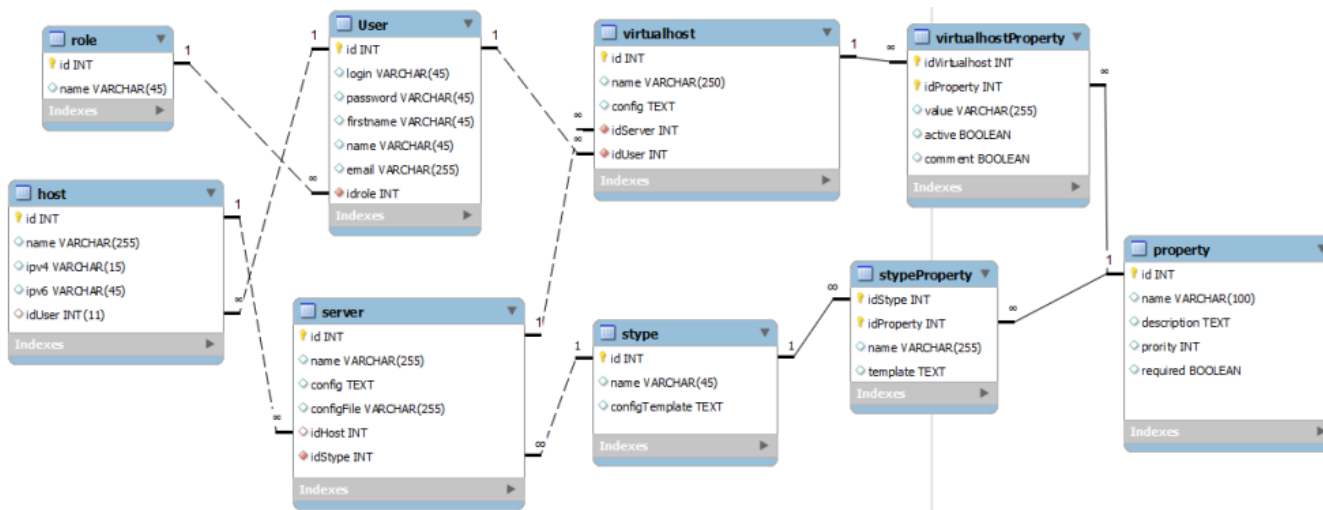 role
id INT
name VARCHAR(45)
Indexes
User
id INT
login VARCHAR(45)
password VARCHAR(45)
firstname VARCHAR(45)
name VARCHAR(45)
email VARCHAR(255)
idrole INT
Indexes
virtualhost
id INT
name VARCHAR(250)
config TEXT
idServer INT
idUser INT
Indexes
virtualhostProperty
idVirtualhost INT
idProperty INT
value VARCHAR(255)
active BOOLEAN
comment BOOLEAN
Indexes
host
id INT
name VARCHAR(255)
ipv4 VARCHAR(15)
ipv6 VARCHAR(45)
idUser INT(11)
Indexes
server
id INT
name VARCHAR(255)
config TEXT
configFile VARCHAR(255)
idHost INT
idStype INT
Indexes
stype
id INT
name VARCHAR(45)
configTemplate TEXT
Indexes
stypeProperty
idStype INT
idProperty INT
name VARCHAR(255)
template TEXT
Indexes
property
id INT
name VARCHAR(100)
description TEXT
prority INT
required BOOLEAN
Indexes
1
∞
1
∞
1
∞
1
∞
1
∞
1
∞
1
∞
1
∞
1
∞